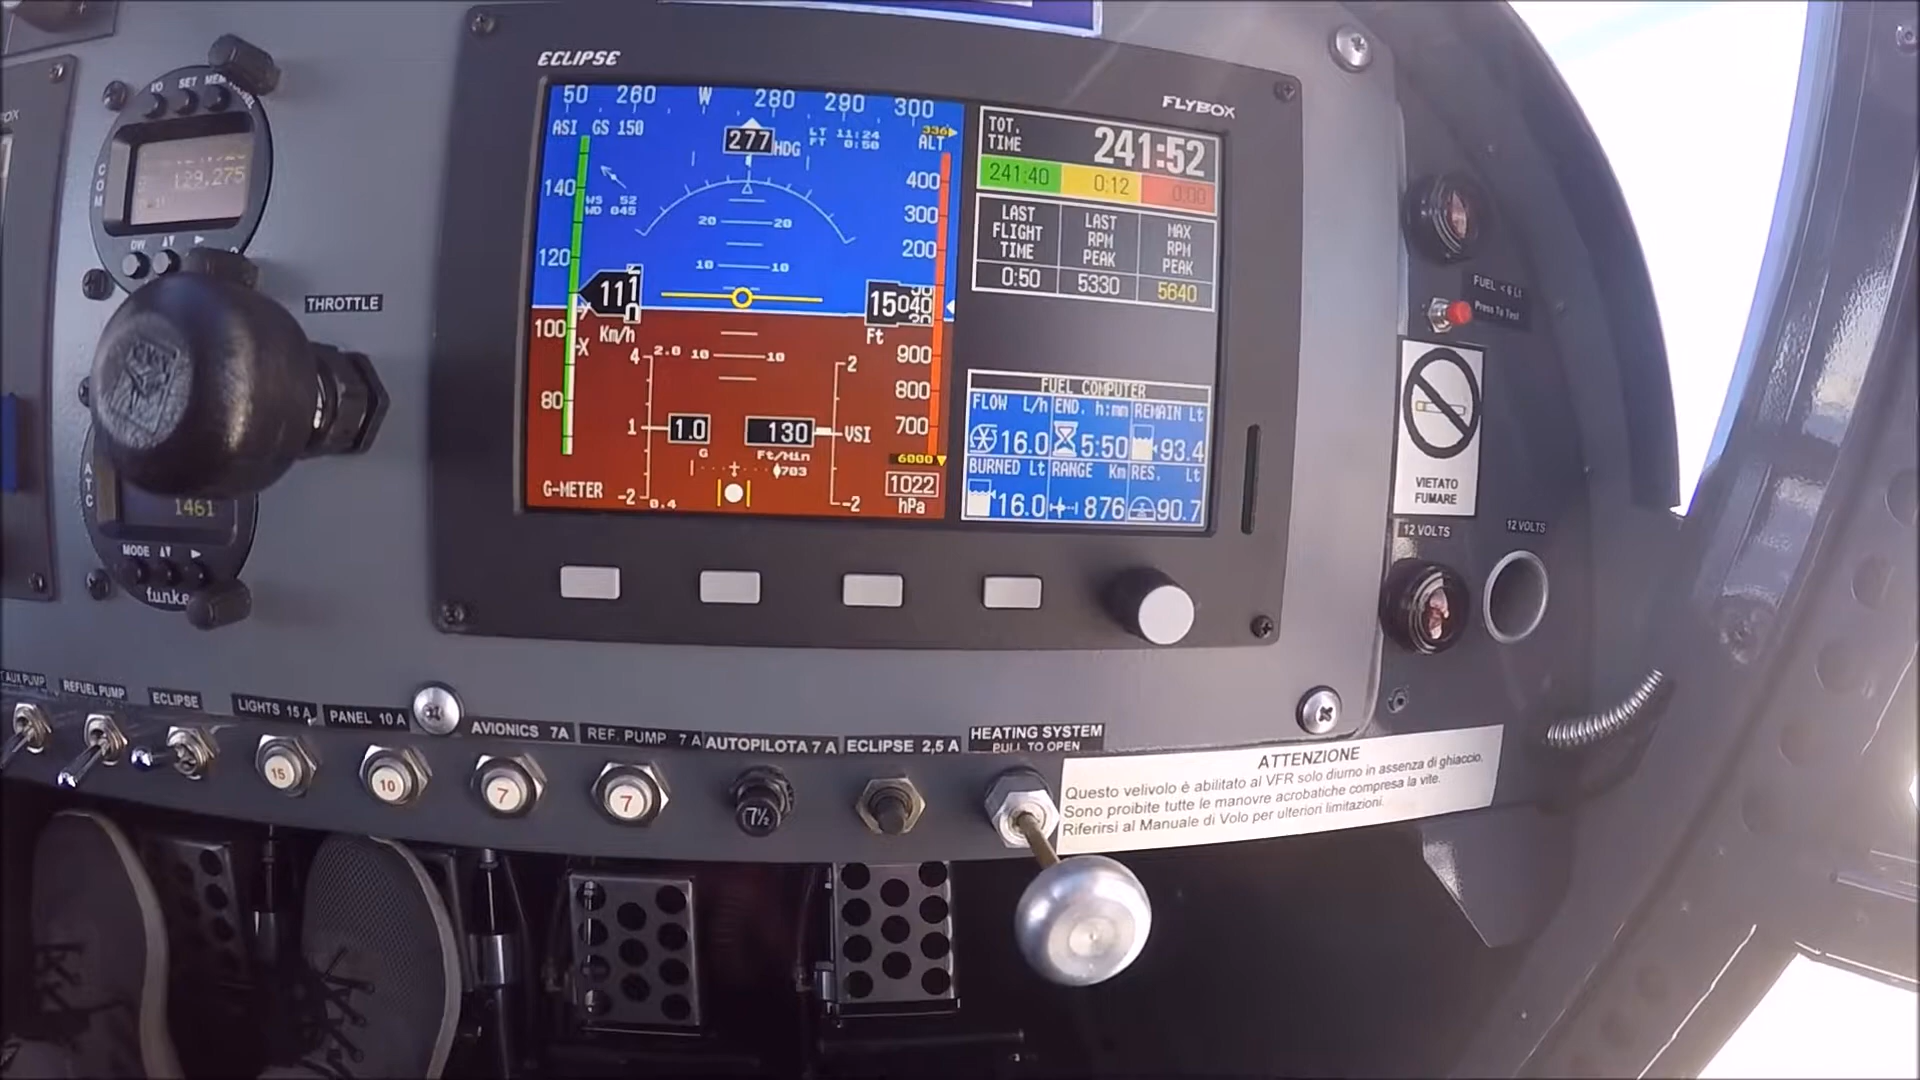 ECLIPSE
FLYBOX
I/O SET MEM
COM
129.275
DW
THROTTLE
ATC
1461
MODE
funke
50 260 W 280 290 300
ASI GS 150
277 HDG
LT 11:24
FT 0:50
336
ALT
140
120
100
80
WS 52
WD 045
20 20
10 10
111
0
Km/h
X
400
300
200
15040
20
Ft
900
800
700
6000
10 10
4 2.0
1
-2 0.4
1.0
G
G-METER
130
Ft/Min
703
2
VSI
-2
1022
hPa
TOT. TIME 241:52
241:40 0:12 0:00
LAST FLIGHT TIME
LAST RPM PEAK
MAX RPM PEAK
0:50 5330 5640
FUEL COMPUTER
FLOW L/h END. h:mm REMAIN Lt
16.0 5:50 93.4
BURNED Lt RANGE Km RES. Lt
16.0 876 90.7
FUEL < 6 Lt
Press To Test
VIETATO
FUMARE
12 VOLTS
12 VOLTS
AUX PUMP
REFUEL PUMP
ECLIPSE
LIGHTS 15 A
PANEL 10 A
AVIONICS 7A
REF. PUMP 7 A
AUTOPILOTA 7 A
ECLIPSE 2,5 A
HEATING SYSTEM
PULL TO OPEN
15
10
7
7
7½
ATTENZIONE
Questo velivolo è abilitato al VFR solo diurno in assenza di ghiaccio.
Sono proibite tutte le manovre acrobatiche compresa la vite.
Riferirsi al Manuale di Volo per ulteriori limitazioni.